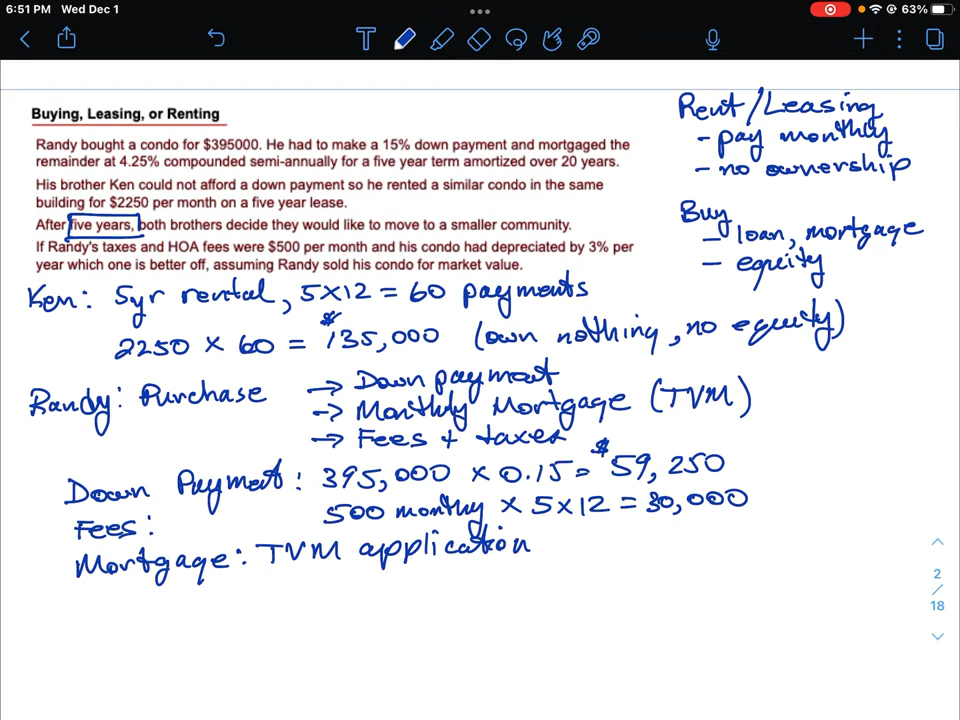 6:51 PM Wed Dec 1
63%
Buying, Leasing, or Renting
Randy bought a condo for $395000. He had to make a 15% down payment and mortgaged the
remainder at 4.25% compounded semi-annually for a five year term amortized over 20 years.
His brother Ken could not afford a down payment so he rented a similar condo in the same
building for $2250 per month on a five year lease.
After five years, both brothers decide they would like to move to a smaller community.
If Randy's taxes and HOA fees were $500 per month and his condo had depreciated by 3% per
year which one is better off, assuming Randy sold his condo for market value.
Rent/Leasing
- pay monthly
- no ownership
Buy
- loan, mortgage
- equity
Ken: 5yr rental, 5×12 = 60 payments
2250 × 60 = $135,000 (own nothing, no equity)
Randy: Purchase → Down payment
→ Monthly Mortgage (TVM)
→ Fees + taxes
Down Payment: 395,000 × 0.15 = $59,250
Fees: 500 monthly × 5×12 = 30,000
Mortgage: TVM application
2
/
18